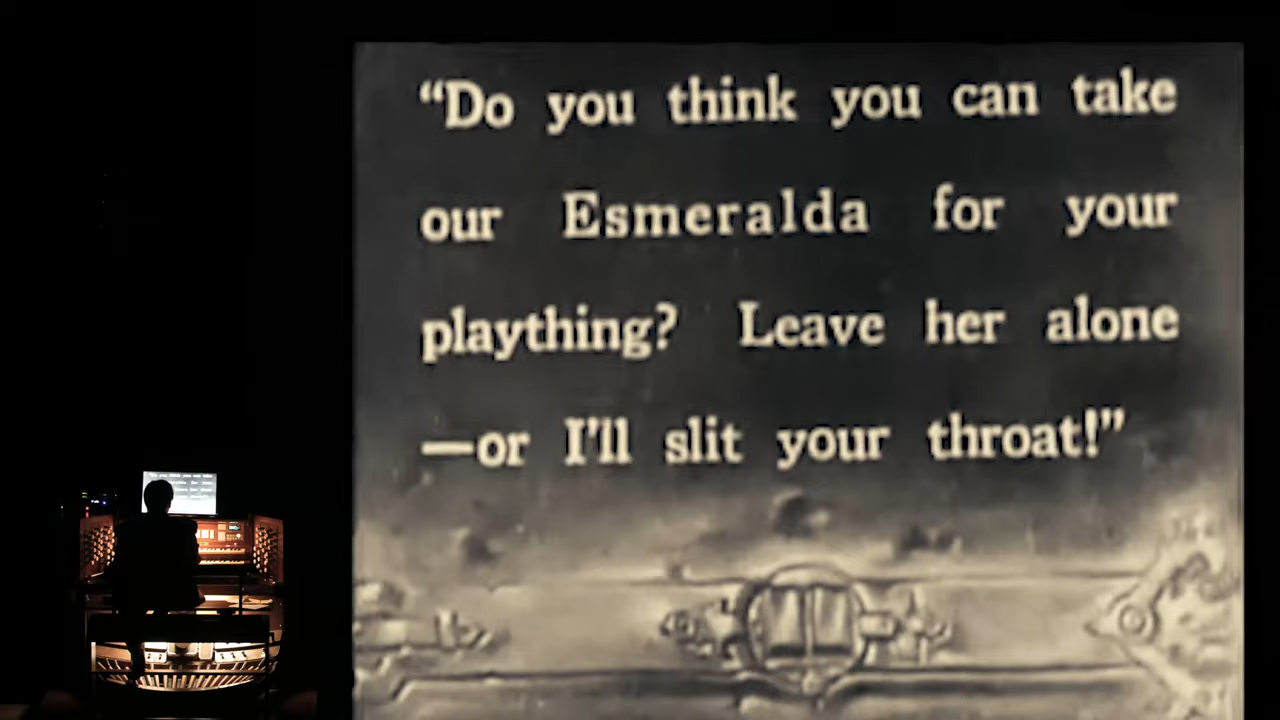 “Do you think you can take
our Esmeralda for your
plaything? Leave her alone
—or I’ll slit your throat!”